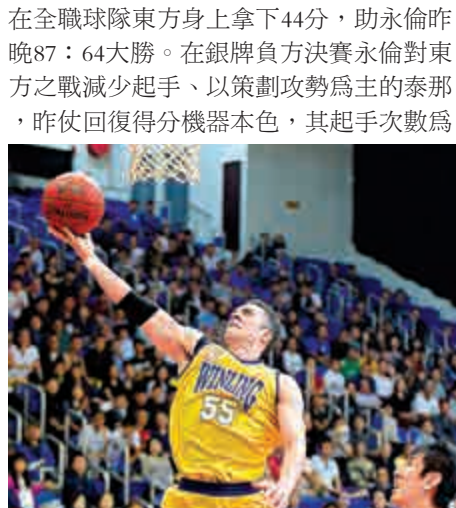 在全職球隊東方身上拿下44分，助永倫昨
晚87：64大勝。在銀牌負方決賽永倫對東
方之戰減少起手、以策劃攻勢爲主的泰那
，昨仗回復得分機器本色，其起手次數爲
SPALDING
WINLING
55